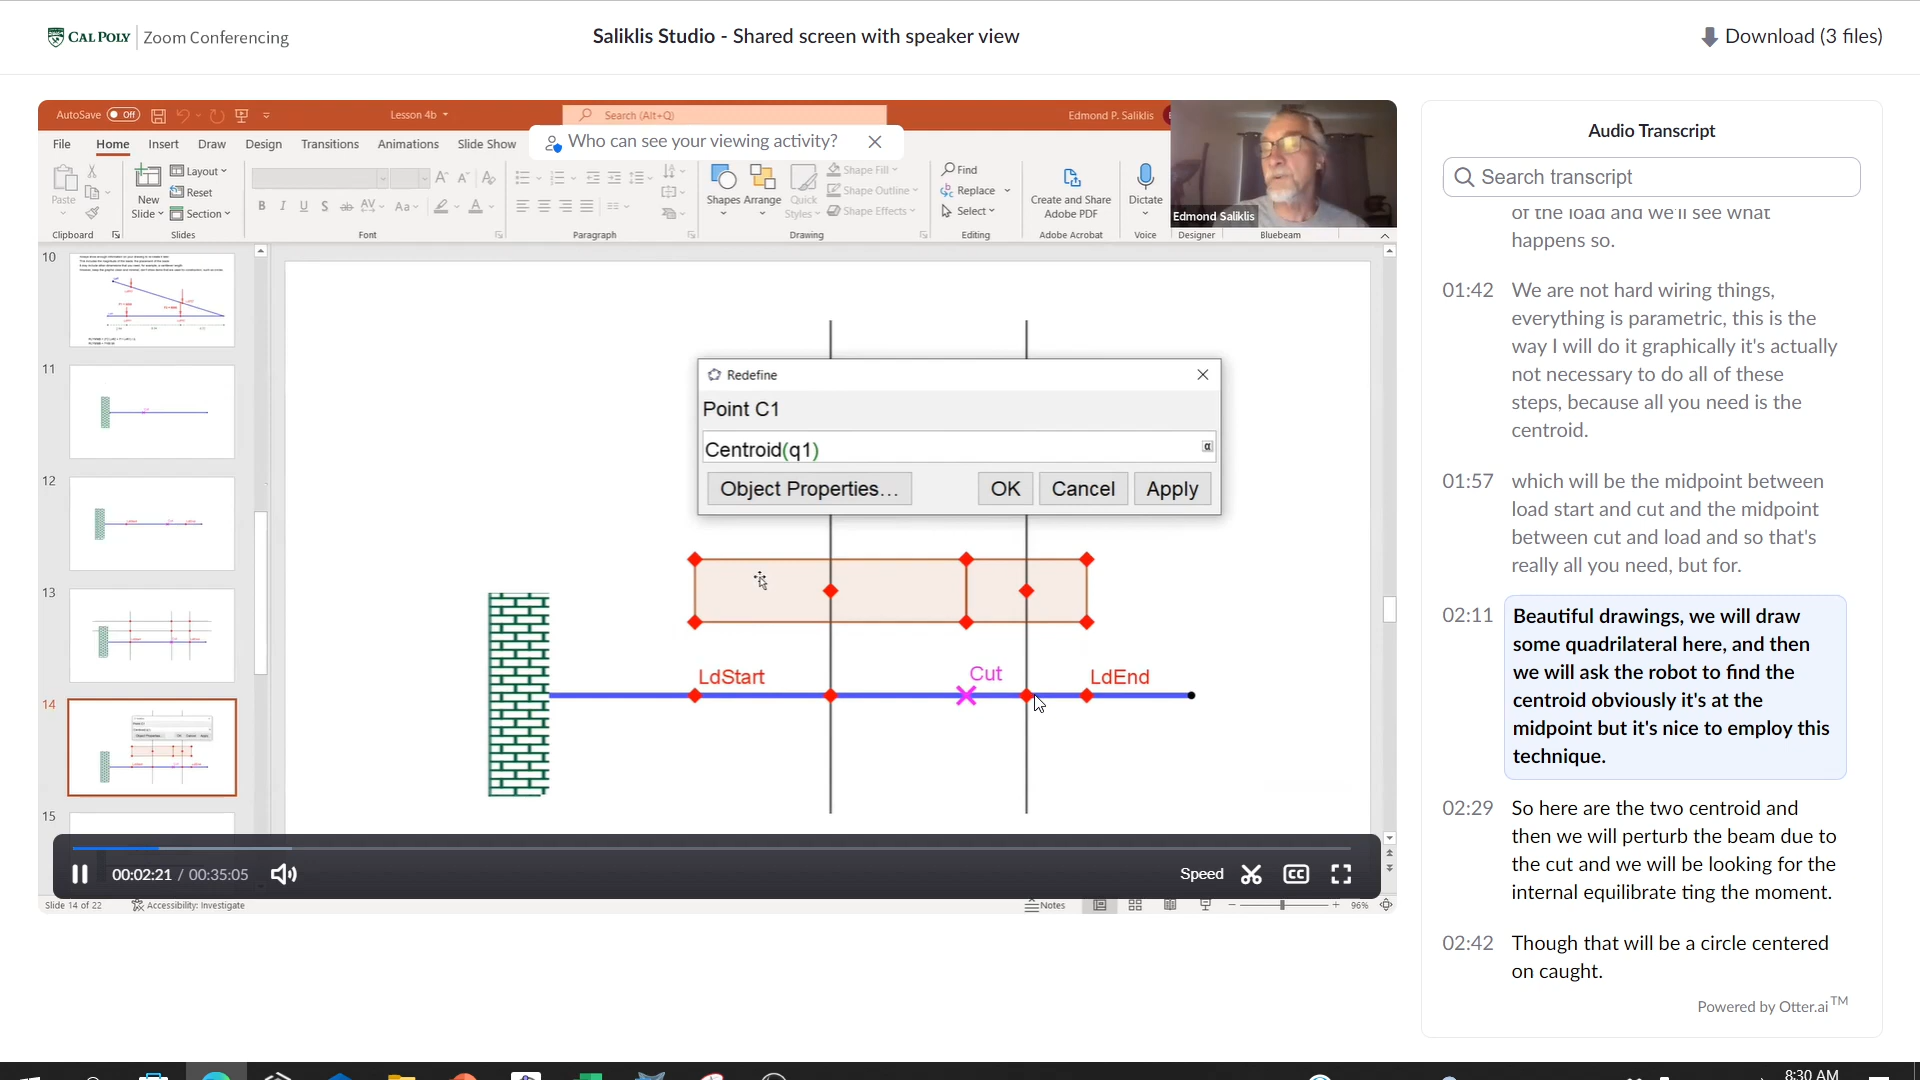 CAL POLY | Zoom Conferencing
Saliklis Studio - Shared screen with speaker view
Download (3 files)
AutoSave Off
Lesson 4b
Search (Alt+Q)
Edmond P. Saliklis
File Home Insert Draw Design Transitions Animations Slide Show
Who can see your viewing activity?
Paste
New Slide
Layout
Reset
Section
B I U S ab AV Aa A
Shapes
Arrange
Quick Styles
Shape Fill
Shape Outline
Shape Effects
Find
Replace
Select
Create and Share Adobe PDF
Dictate
Edmond Saliklis
Clipboard
Slides
Font
Paragraph
Drawing
Editing
Adobe Acrobat
Voice
Designer
Bluebeam
10
11
12
13
14
15
Redefine
Point C1
Centroid(q1)
α
Object Properties…
OK
Cancel
Apply
LdStart
Cut
LdEnd
00:02:21 / 00:35:05
Speed
CC
Slide 14 of 22
Accessibility: Investigate
Notes
96%
Audio Transcript
Search transcript
of the load and we'll see what
happens so.
01:42 We are not hard wiring things,
everything is parametric, this is the
way I will do it graphically it's actually
not necessary to do all of these
steps, because all you need is the
centroid.
01:57 which will be the midpoint between
load start and cut and the midpoint
between cut and load and so that's
really all you need, but for.
02:11 Beautiful drawings, we will draw
some quadrilateral here, and then
we will ask the robot to find the
centroid obviously it's at the
midpoint but it's nice to employ this
technique.
02:29 So here are the two centroid and
then we will perturb the beam due to
the cut and we will be looking for the
internal equilibrate ting the moment.
02:42 Though that will be a circle centered
on caught.
Powered by Otter.ai TM
8:30 AM